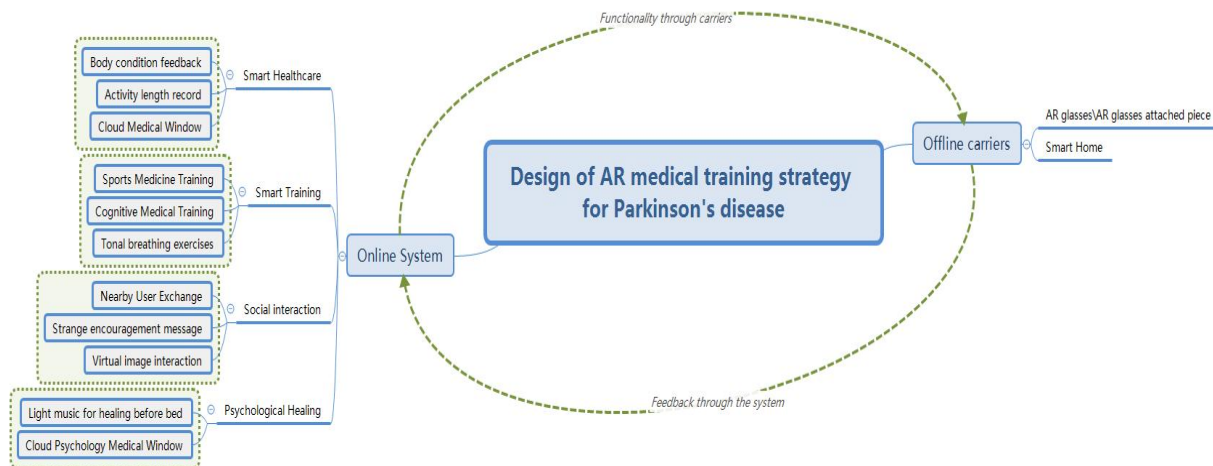 Functionality through carriers
Body condition feedback
Activity length record
Cloud Medical Window
Smart Healthcare
Sports Medicine Training
Cognitive Medical Training
Tonal breathing exercises
Smart Training
Nearby User Exchange
Strange encouragement message
Virtual image interaction
Social interaction
Light music for healing before bed
Cloud Psychology Medical Window
Psychological Healing
Online System
Design of AR medical training strategy
for Parkinson's disease
Offline carriers
AR glasses\AR glasses attached piece
Smart Home
Feedback through the system